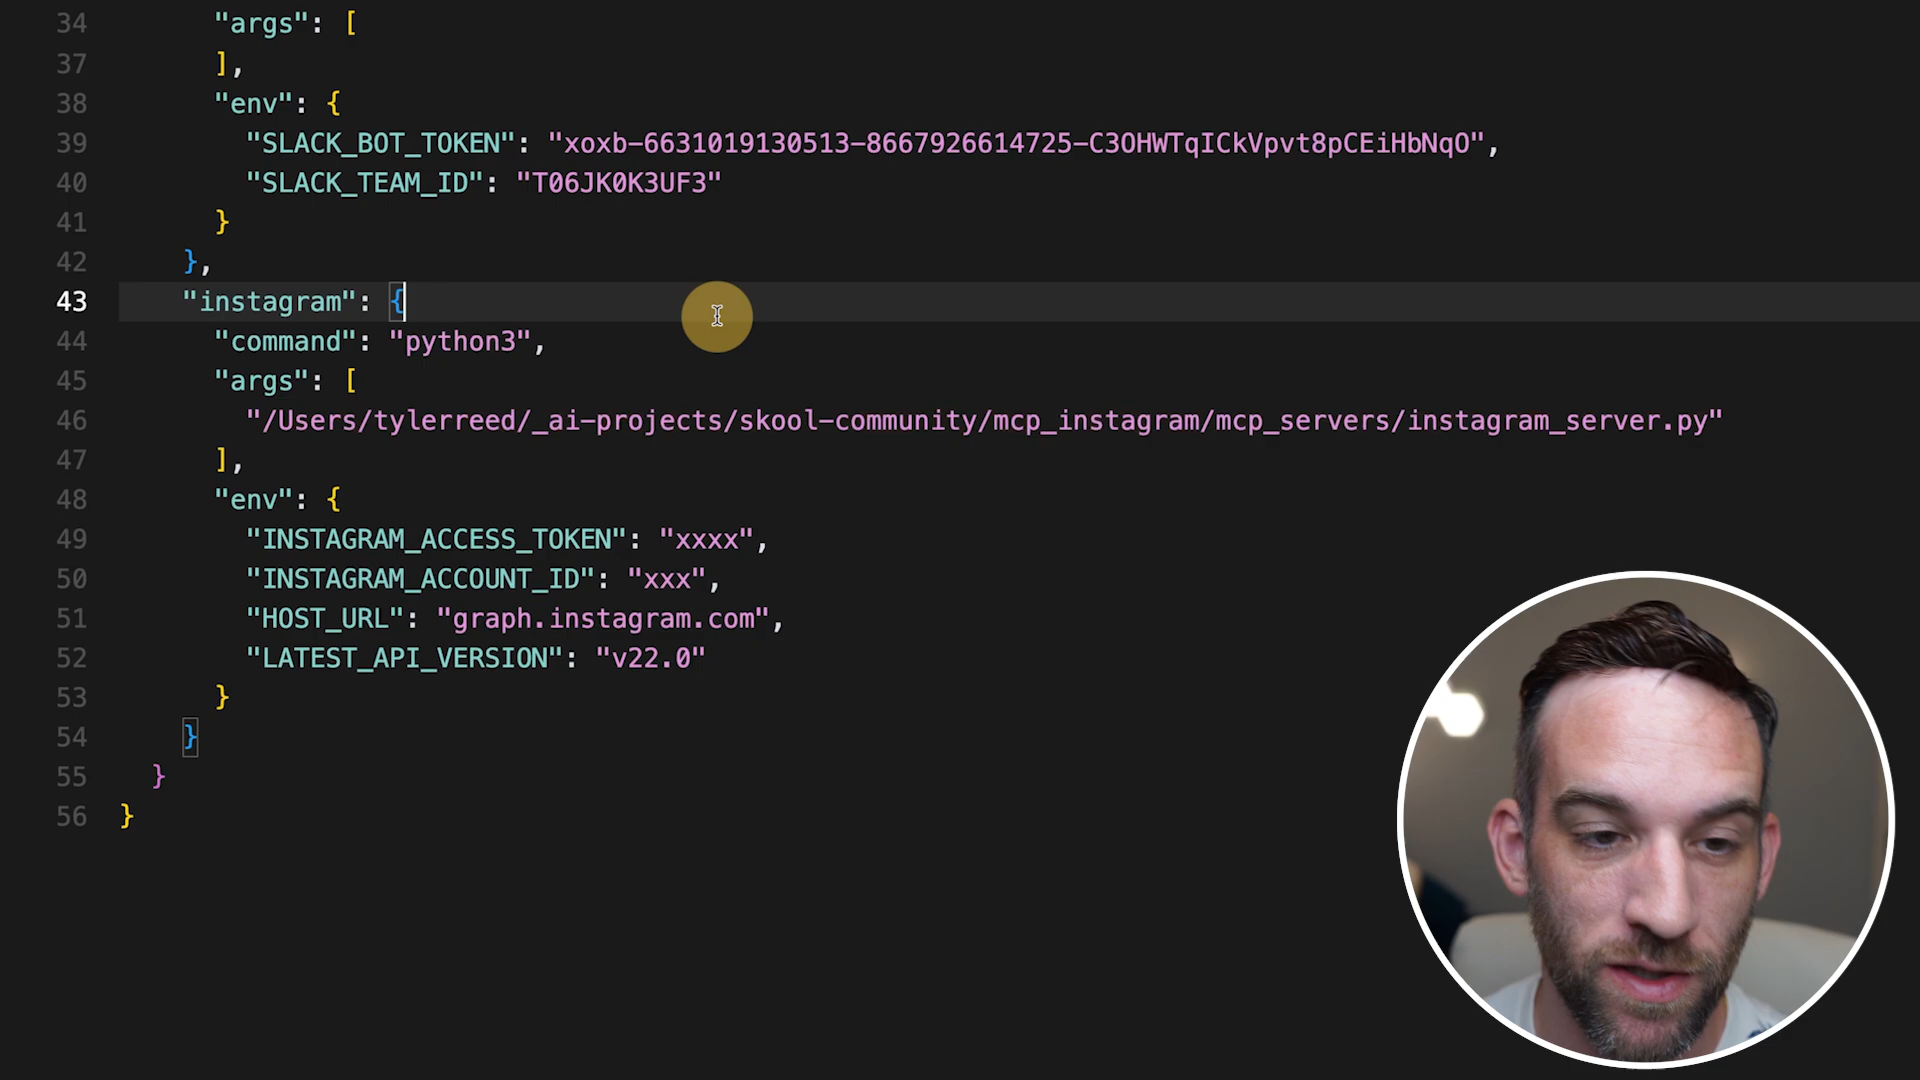 34 "args": [
37 ],
38 "env": {
39 "SLACK_BOT_TOKEN": "xoxb-6631019130513-8667926614725-C3OHWTqICkVpvt8pCEiHbNqO",
40 "SLACK_TEAM_ID": "T06JK0K3UF3"
41 }
42 },
43 "instagram": {
44 "command": "python3",
45 "args": [
46 "/Users/tylerreed/_ai-projects/skool-community/mcp_instagram/mcp_servers/instagram_server.py"
47 ],
48 "env": {
49 "INSTAGRAM_ACCESS_TOKEN": "xxxx",
50 "INSTAGRAM_ACCOUNT_ID": "xxx",
51 "HOST_URL": "graph.instagram.com",
52 "LATEST_API_VERSION": "v22.0"
53 }
54 }
55 }
56 }